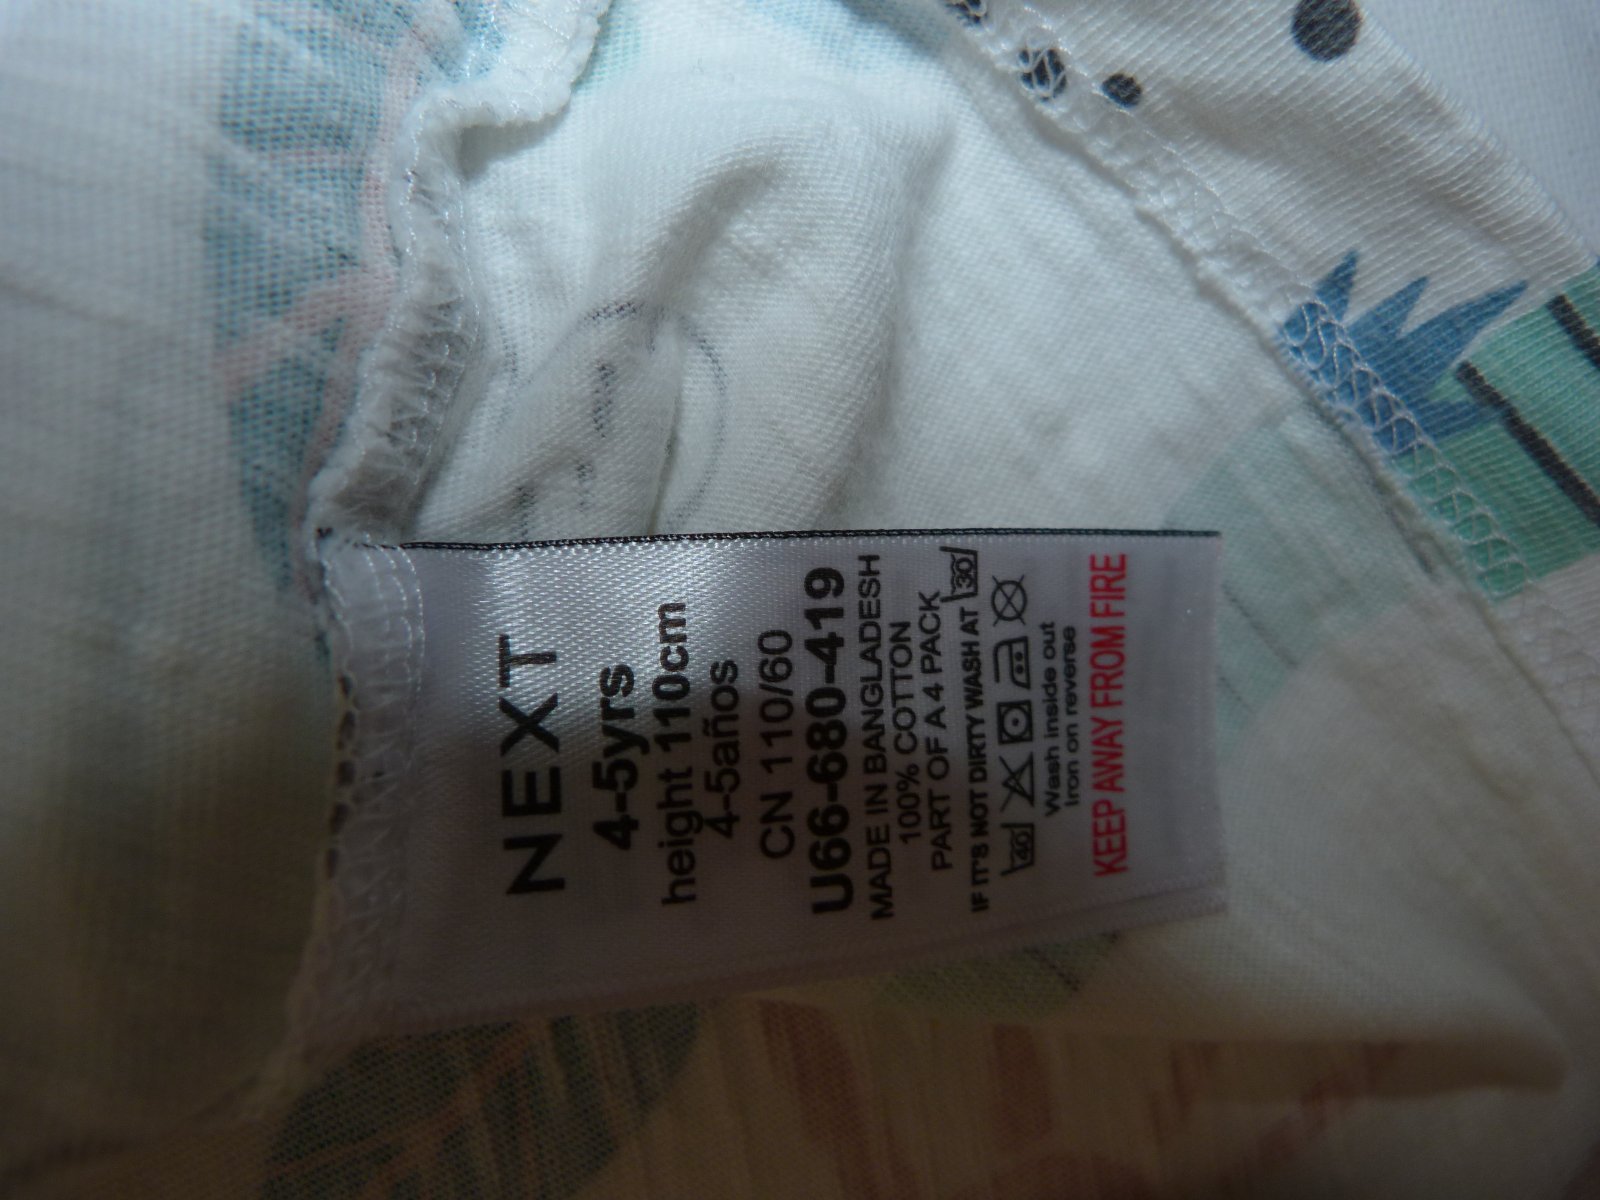 NEXT
4-5yrs
height 110cm
4-5años
CN 110/60
U66-680-419
MADE IN BANGLADESH
100% COTTON
PART OF A 4 PACK
IF IT'S NOT DIRTY WASH AT 30
40
Wash inside out
Iron on reverse
KEEP AWAY FROM FIRE